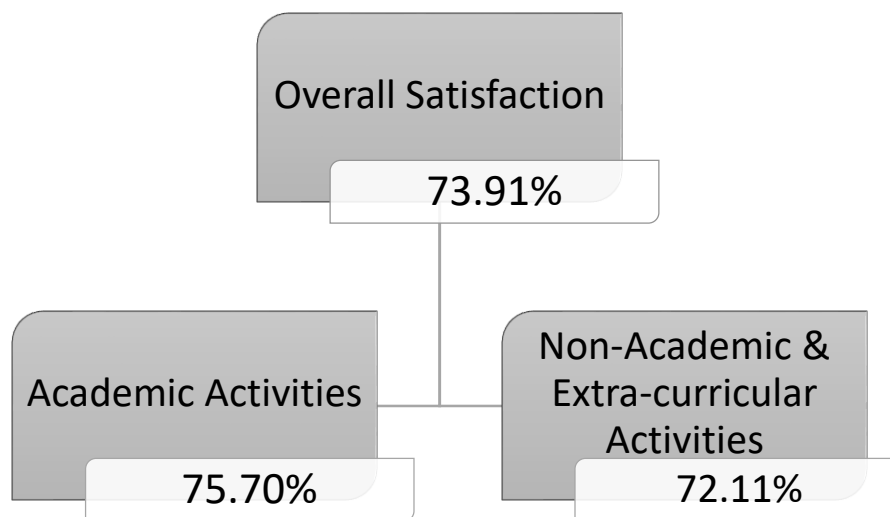 Overall Satisfaction
73.91%
Academic Activities
75.70%
Non-Academic &
Extra-curricular
Activities
72.11%